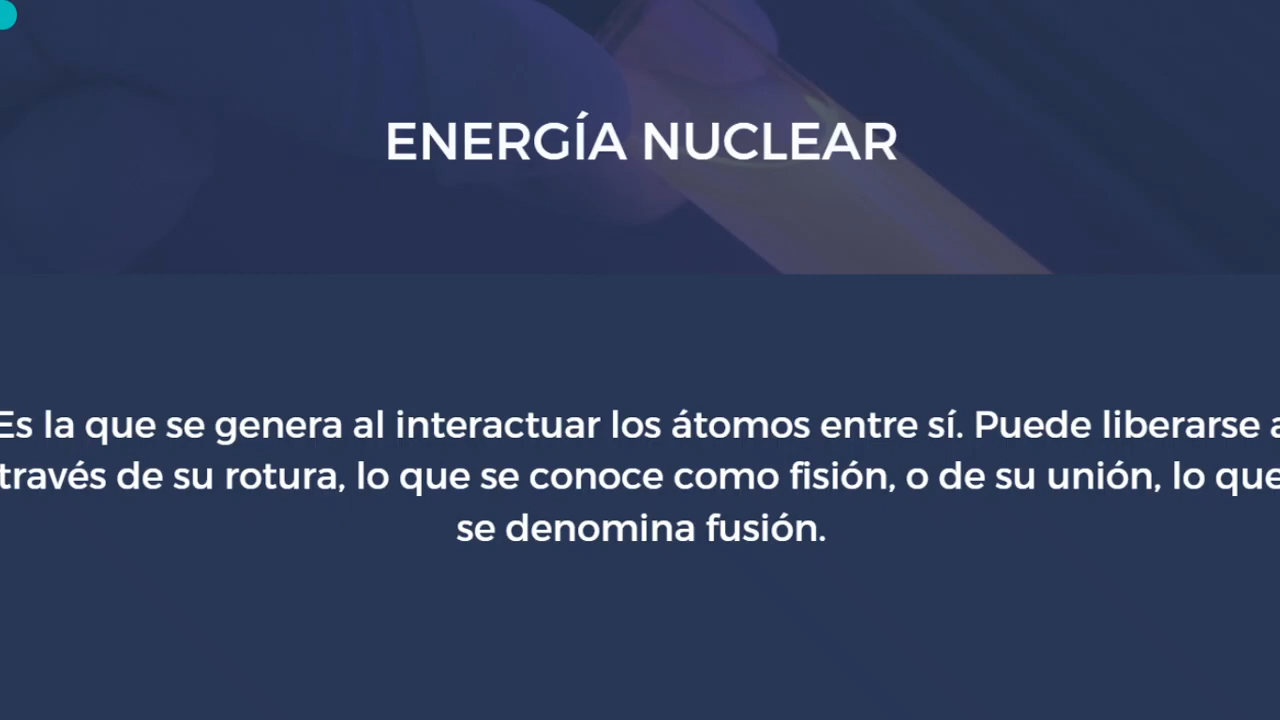 ENERGÍA NUCLEAR
Es la que se genera al interactuar los átomos entre sí. Puede liberarse a
través de su rotura, lo que se conoce como fisión, o de su unión, lo que
se denomina fusión.